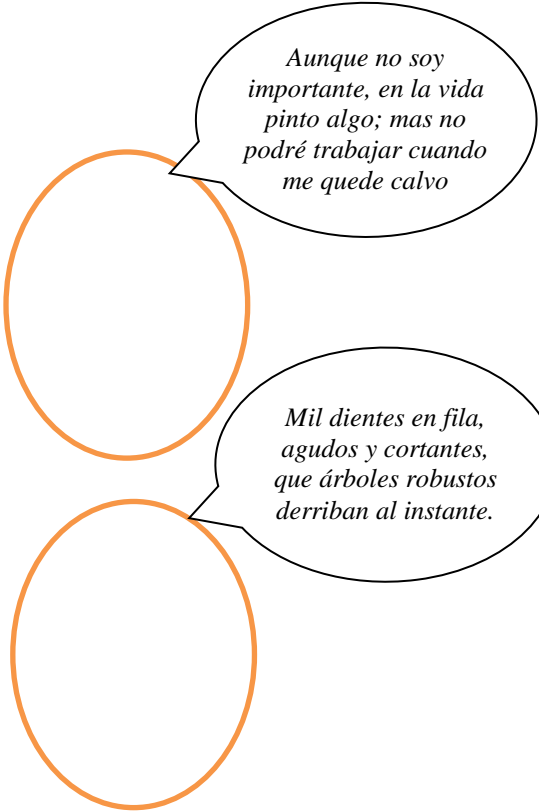 Aunque no soy
importante, en la vida
pinto algo; mas no
podré trabajar cuando
me quede calvo
Mil dientes en fila,
agudos y cortantes,
que árboles robustos
derriban al instante.